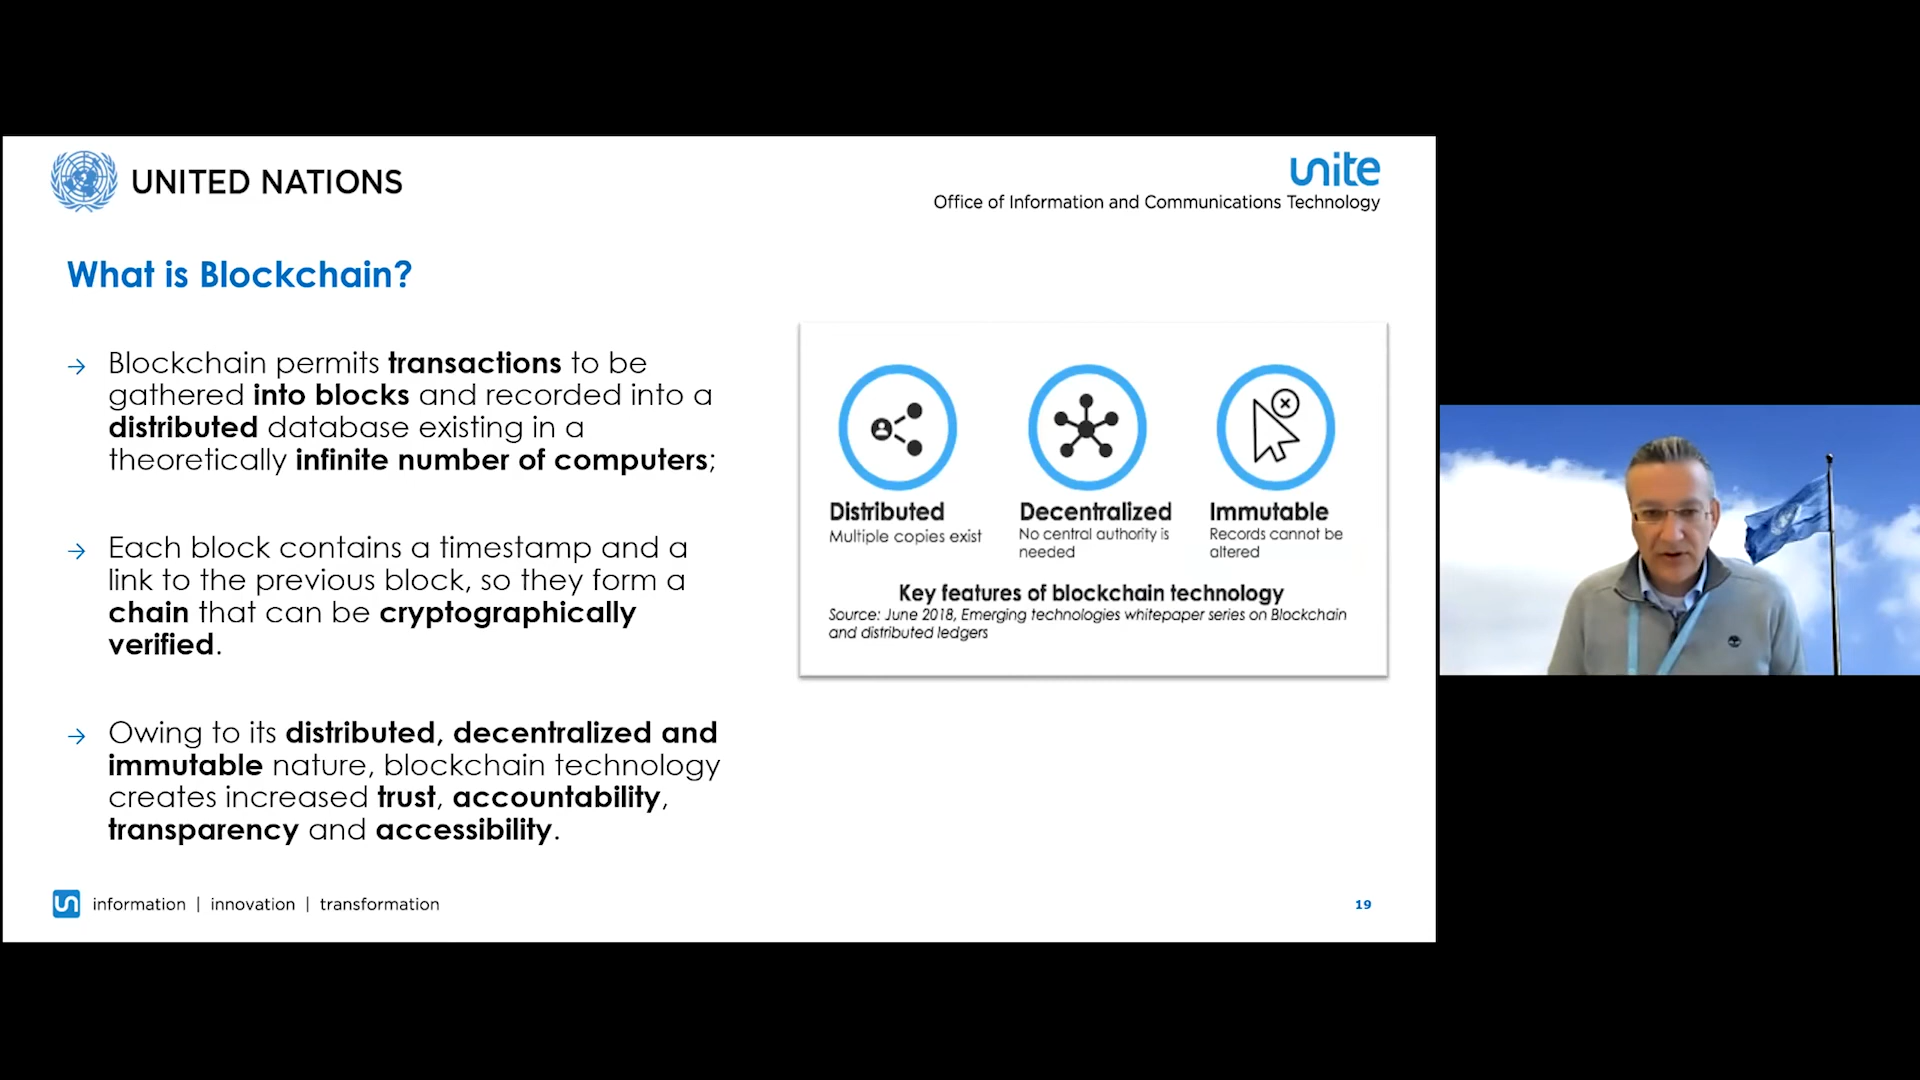 UNITED NATIONS
unite
Office of Information and Communications Technology
What is Blockchain?
→ Blockchain permits transactions to be
gathered into blocks and recorded into a
distributed database existing in a
theoretically infinite number of computers;
→ Each block contains a timestamp and a
link to the previous block, so they form a
chain that can be cryptographically
verified.
→ Owing to its distributed, decentralized and
immutable nature, blockchain technology
creates increased trust, accountability,
transparency and accessibility.
Distributed
Multiple copies exist
Decentralized
No central authority is
needed
Immutable
Records cannot be
altered
Key features of blockchain technology
Source: June 2018, Emerging technologies whitepaper series on Blockchain
and distributed ledgers
un information | innovation | transformation
19